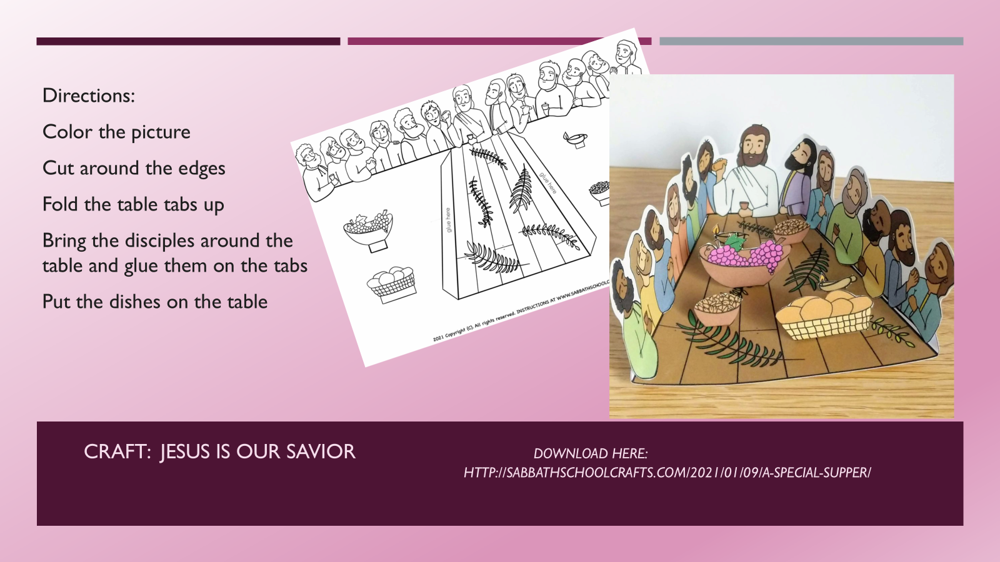 Directions:
Color the picture
Cut around the edges
Fold the table tabs up
Bring the disciples around the
table and glue them on the tabs
Put the dishes on the table
glue here
glue here
2021 Copyright (C). All rights reserved. INSTRUCTIONS AT WWW.SABBATHSCHOOLC
CRAFT: JESUS IS OUR SAVIOR
DOWNLOAD HERE:
HTTP://SABBATHSCHOOLCRAFTS.COM/2021/01/09/A-SPECIAL-SUPPER/